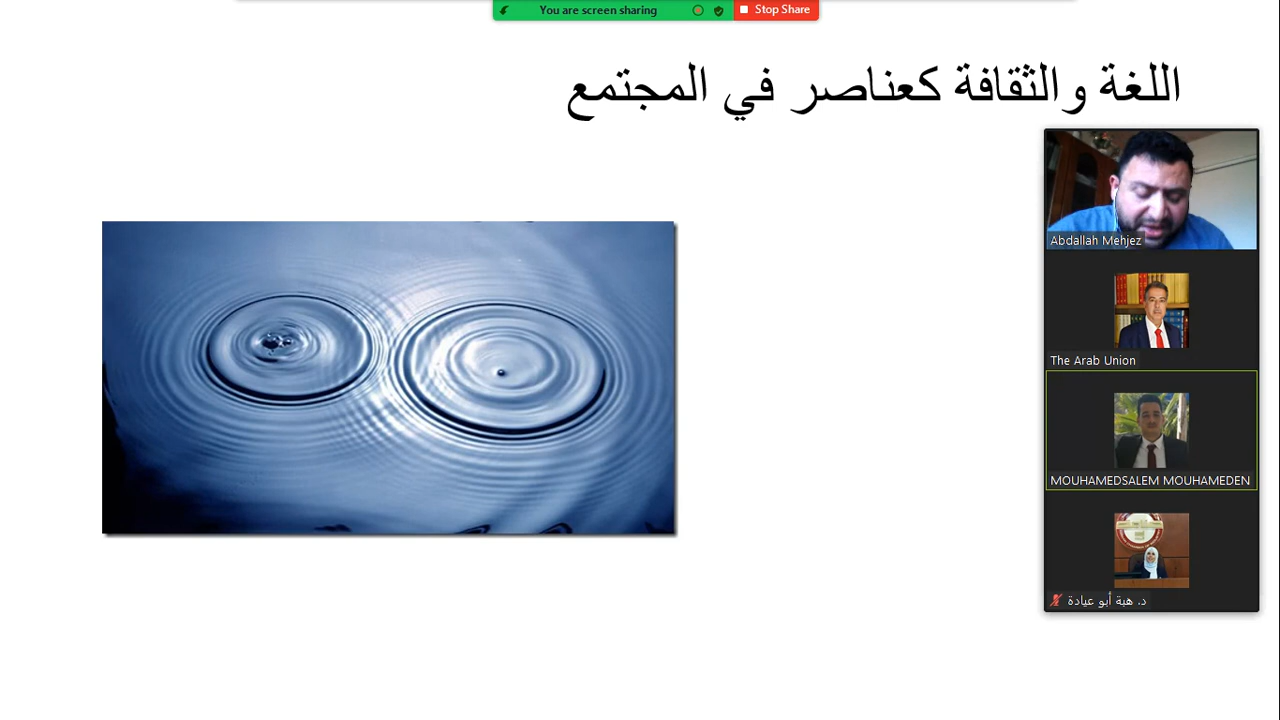 You are screen sharing
Stop Share
اللغة والثقافة كعناصر في المجتمع
Abdallah Mehjez
The Arab Union
MOUHAMEDSALEM MOUHAMEDEN
د. هبة أبو عيادة